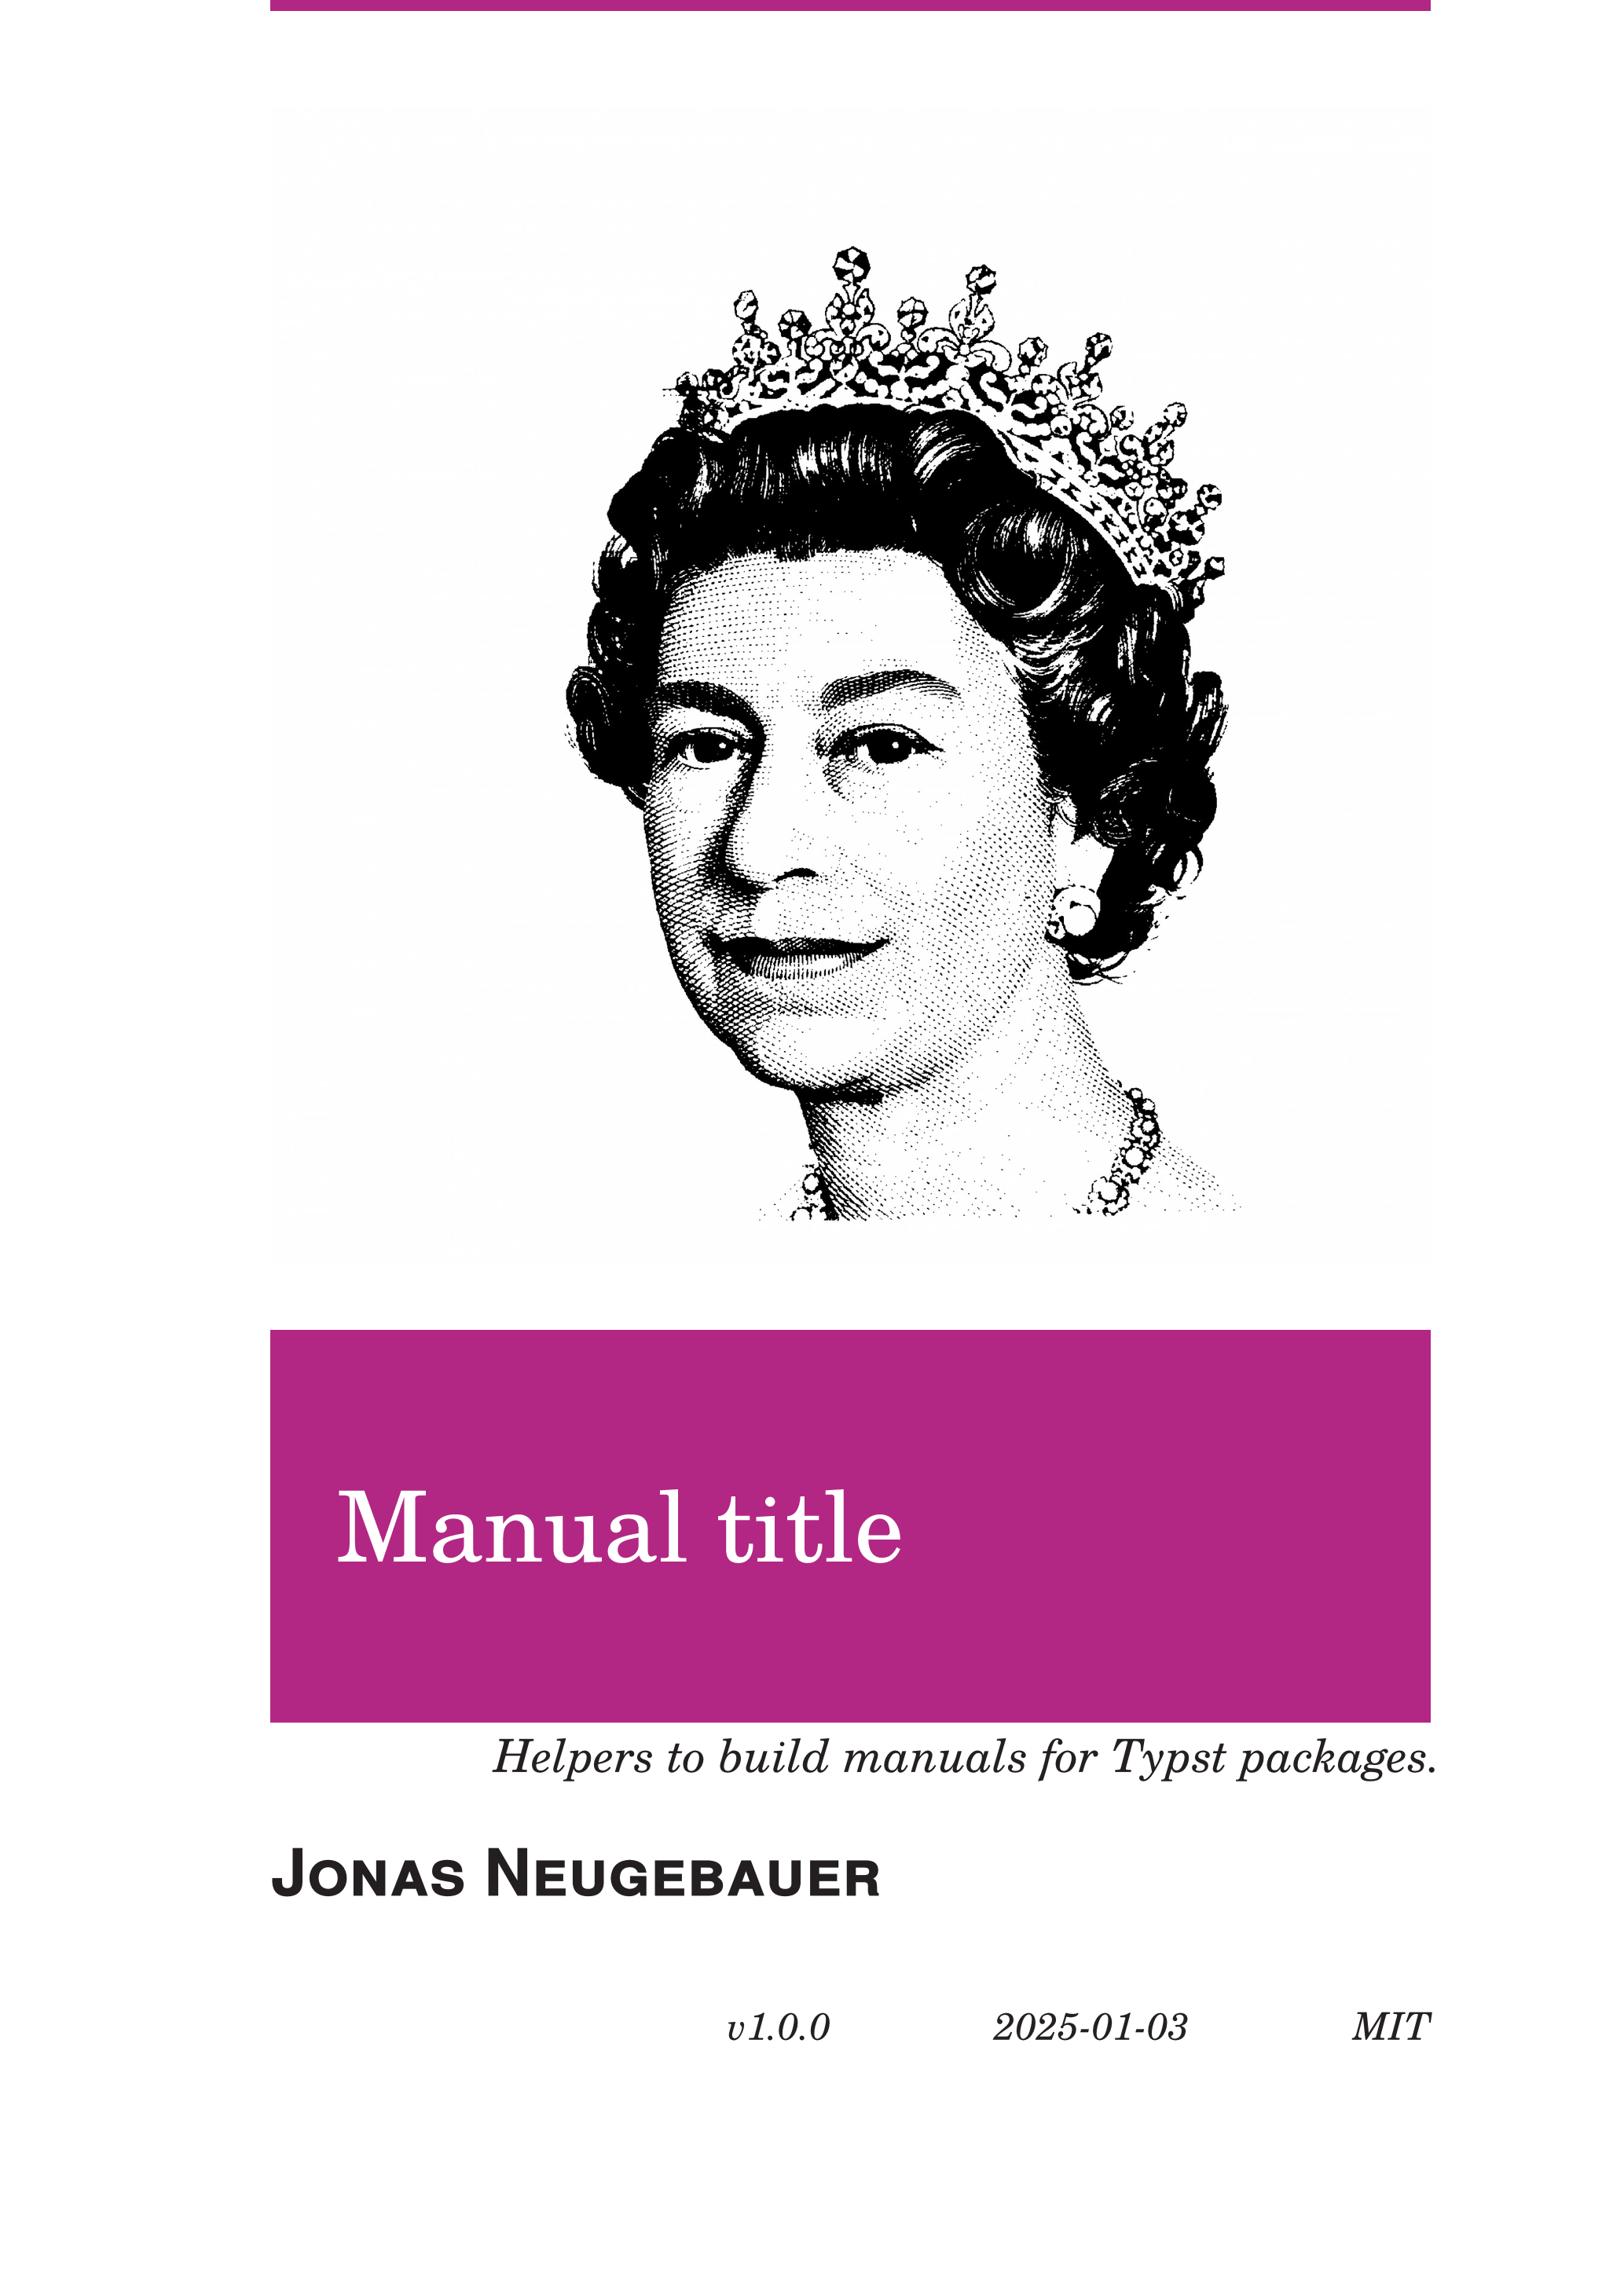 Manual title
Helpers to build manuals for Typst packages.
Jonas Neugebauer
v1.0.0 2025-01-03 MIT